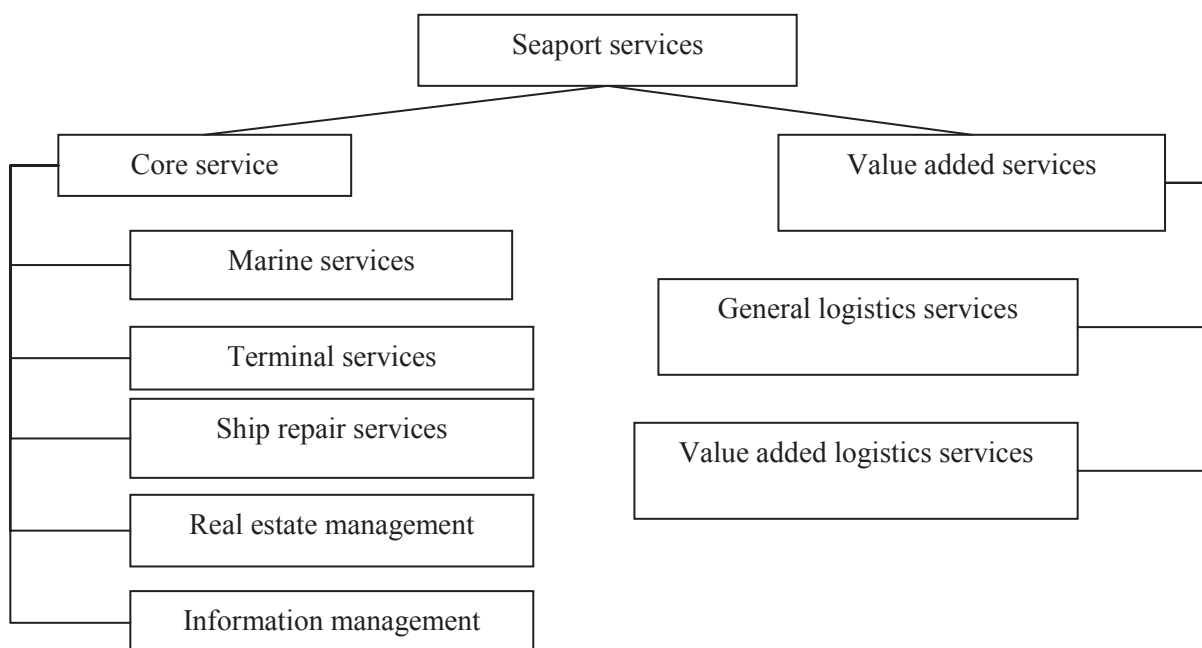 Seaport services
Core service
Value added services
Marine services
General logistics services
Terminal services
Ship repair services
Value added logistics services
Real estate management
Information management